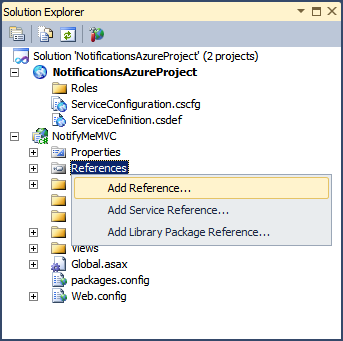 Solution Explorer
Solution 'NotificationsAzureProject' (2 projects)
NotificationsAzureProject
Roles
ServiceConfiguration.cscfg
ServiceDefinition.csdef
NotifyMeMVC
Properties
References
Add Reference...
Add Service Reference...
Add Library Package Reference...
Views
Global.asax
packages.config
Web.config